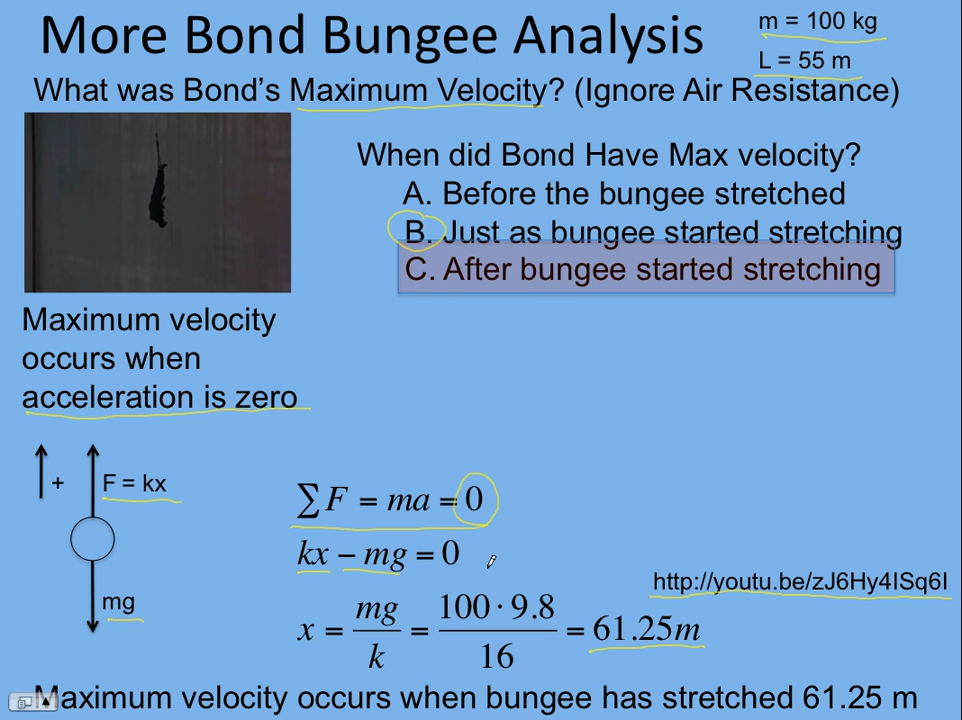 More Bond Bungee Analysis
m = 100 kg
L = 55 m
What was Bond's Maximum Velocity? (Ignore Air Resistance)
When did Bond Have Max velocity?
A. Before the bungee stretched
B. Just as bungee started stretching
C. After bungee started stretching
Maximum velocity
occurs when
acceleration is zero
+
F = kx
mg
∑F = ma = 0
kx − mg = 0
x = mg/k = 100 · 9.8/16 = 61.25m
http://youtu.be/zJ6Hy4ISq6I
Maximum velocity occurs when bungee has stretched 61.25 m